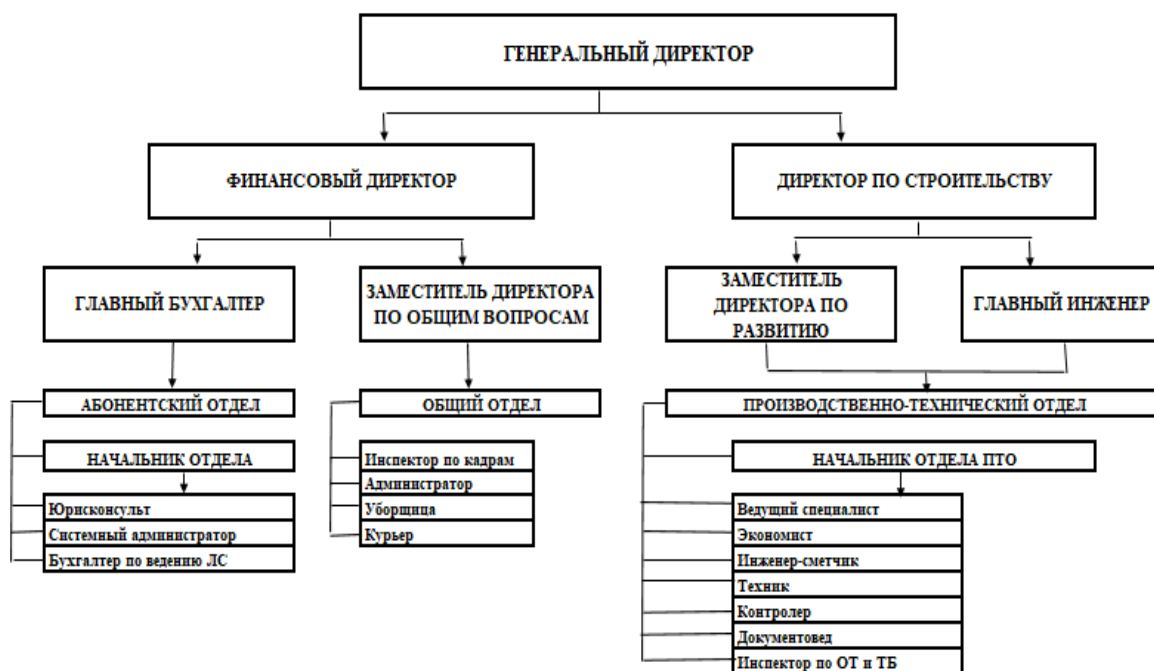 ГЕНЕРАЛЬНЫЙ ДИРЕКТОР
ФИНАНСОВЫЙ ДИРЕКТОР
ДИРЕКТОР ПО СТРОИТЕЛЬСТВУ
ГЛАВНЫЙ БУХГАЛТЕР
ЗАМЕСТИТЕЛЬ ДИРЕКТОРА
ПО ОБЩИМ ВОПРОСАМ
ЗАМЕСТИТЕЛЬ
ДИРЕКТОРА ПО
РАЗВИТИЮ
ГЛАВНЫЙ ИНЖЕНЕР
АБОНЕНТСКИЙ ОТДЕЛ
НАЧАЛЬНИК ОТДЕЛА
Юрисконсульт
Системный администратор
Бухгалтер по ведению ЛС
ОБЩИЙ ОТДЕЛ
Инспектор по кадрам
Администратор
Уборщица
Курьер
ПРОИЗВОДСТВЕННО-ТЕХНИЧЕСКИЙ ОТДЕЛ
НАЧАЛЬНИК ОТДЕЛА ПТО
Ведущий специалист
Экономист
Инженер-сметчик
Техник
Контролер
Документовед
Инспектор по ОТ и ТБ